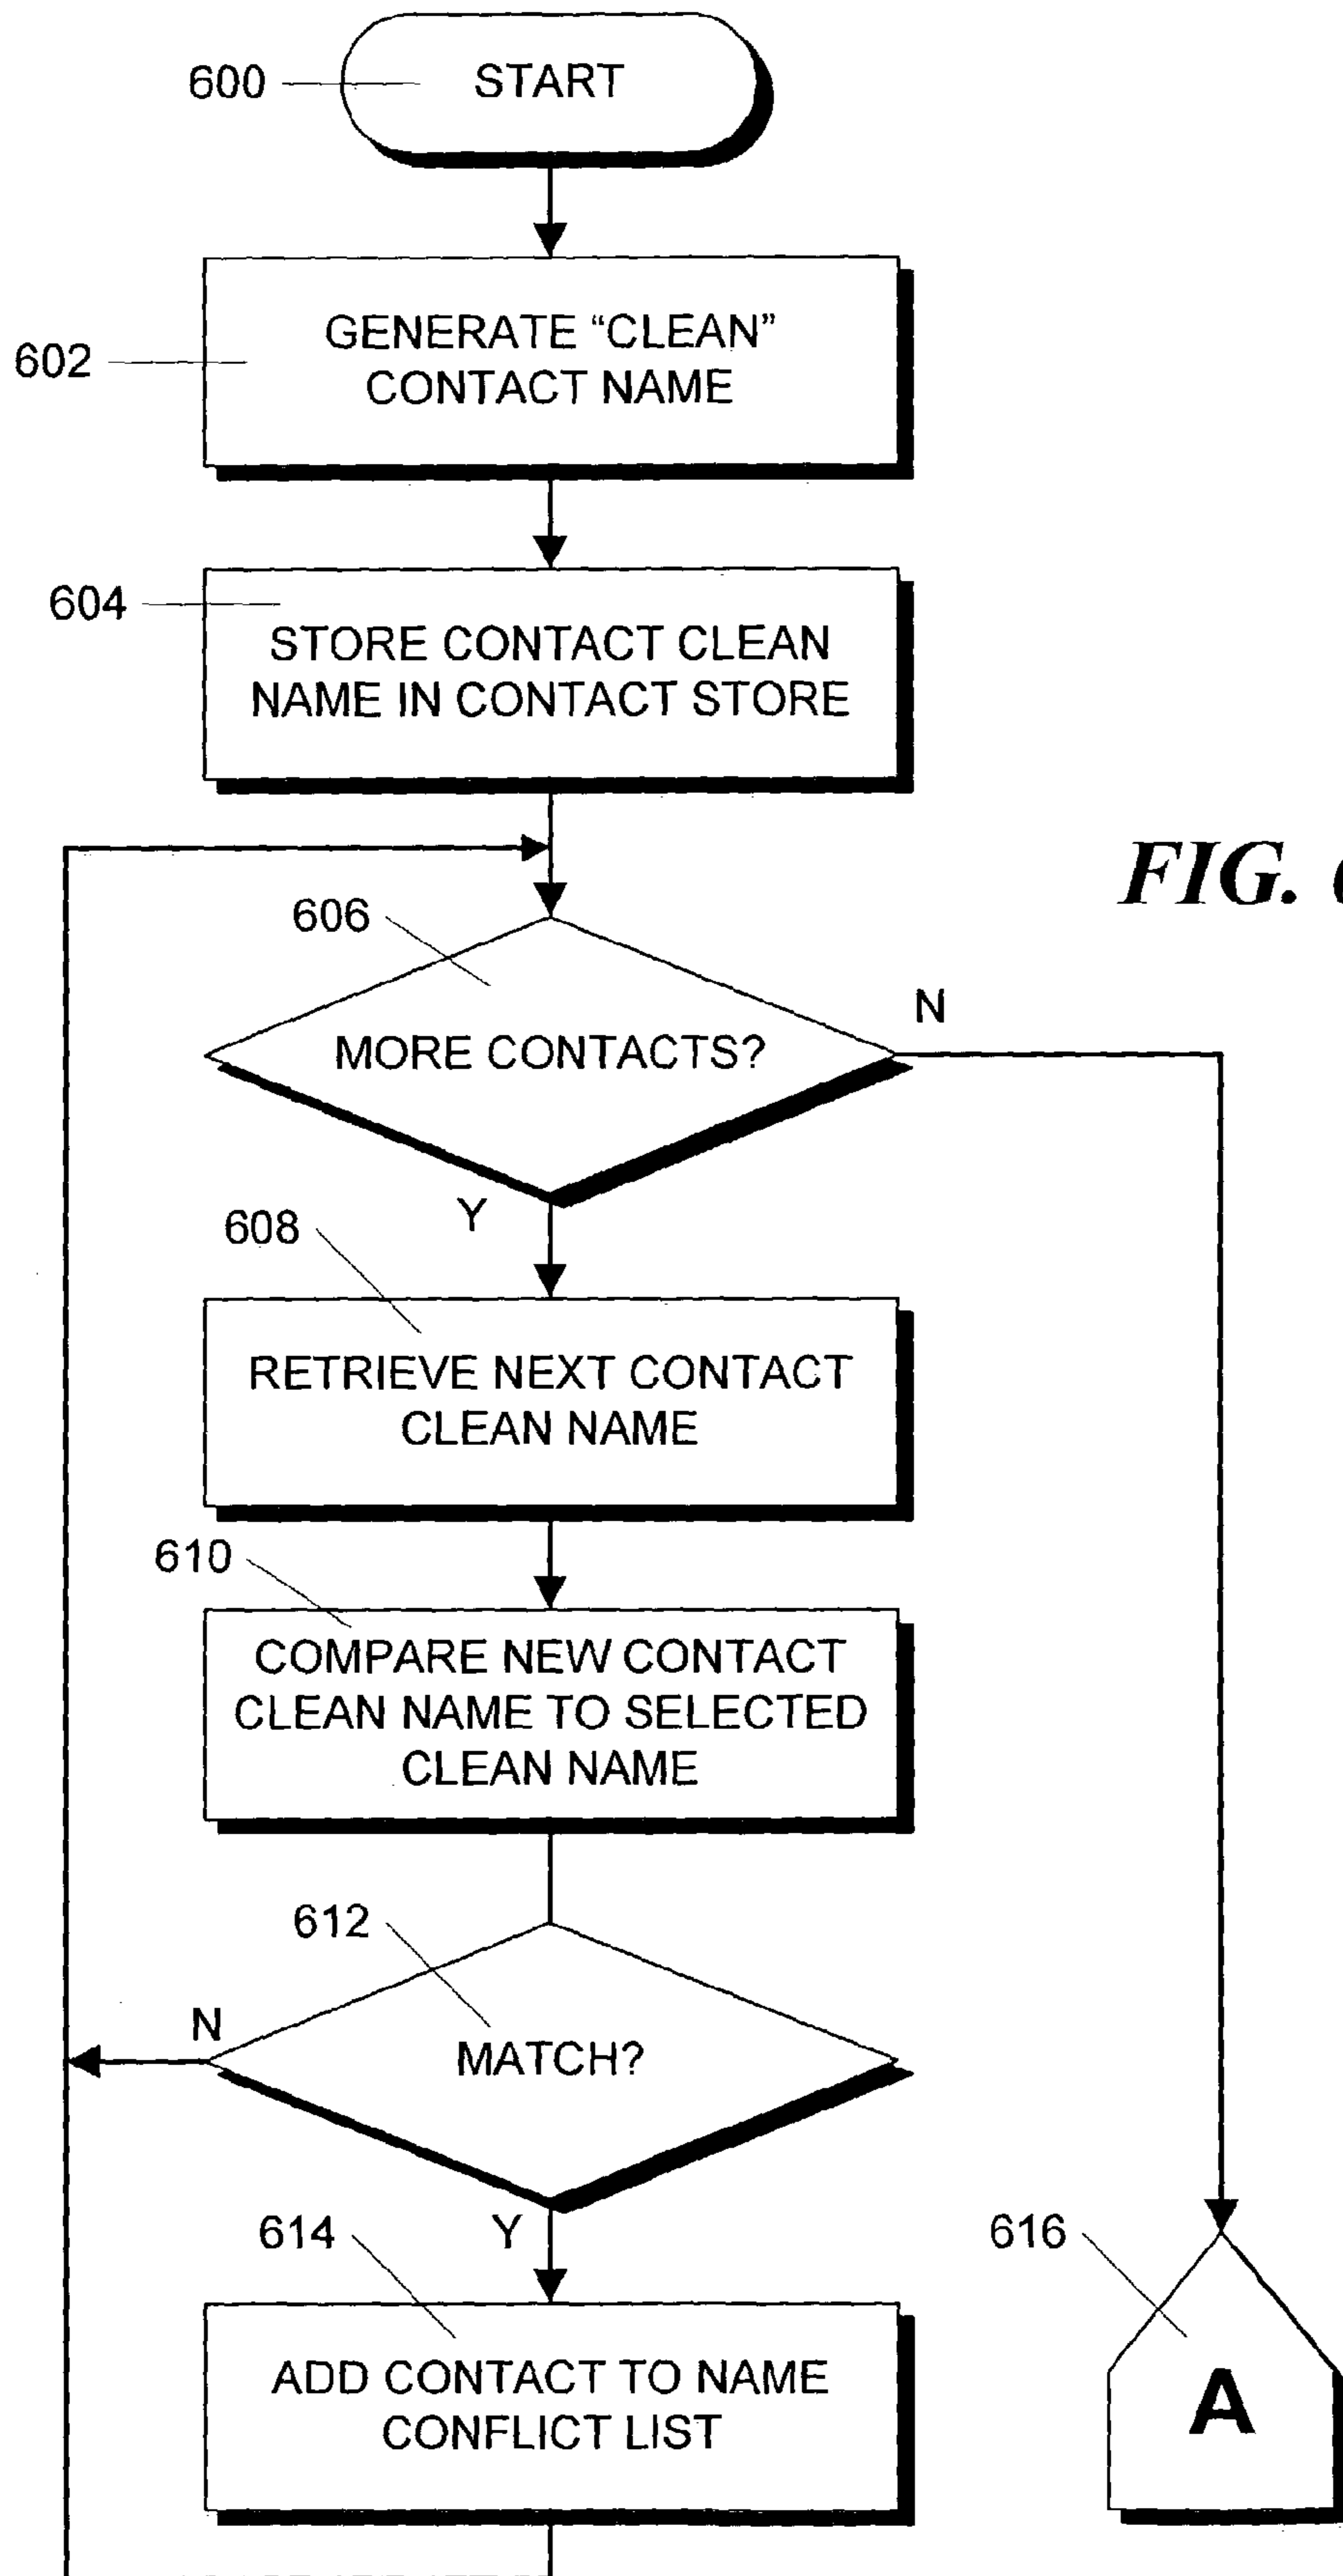 600
START
602
GENERATE “CLEAN”
CONTACT NAME
604
STORE CONTACT CLEAN
NAME IN CONTACT STORE
FIG.
606
MORE CONTACTS?
N
Y
608
RETRIEVE NEXT CONTACT
CLEAN NAME
610
COMPARE NEW CONTACT
CLEAN NAME TO SELECTED
CLEAN NAME
612
MATCH?
N
Y
614
ADD CONTACT TO NAME
CONFLICT LIST
616
A